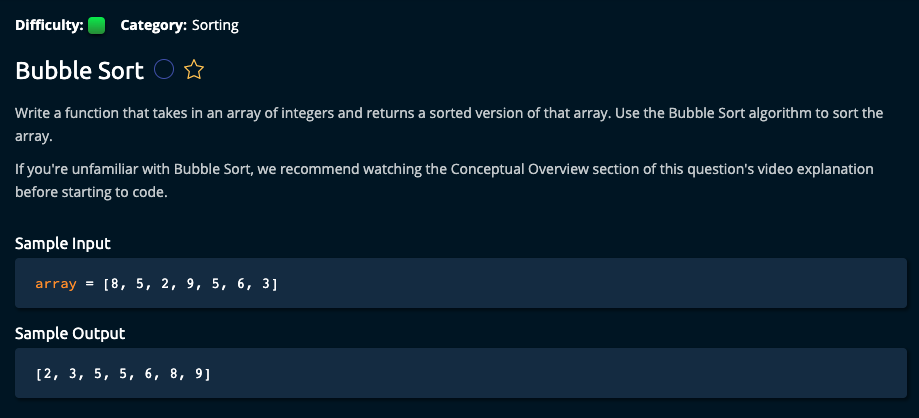 Difficulty: Category: Sorting
Bubble Sort
Write a function that takes in an array of integers and returns a sorted version of that array. Use the Bubble Sort algorithm to sort the
array.
If you're unfamiliar with Bubble Sort, we recommend watching the Conceptual Overview section of this question's video explanation
before starting to code.
Sample Input
array = [8, 5, 2, 9, 5, 6, 3]
Sample Output
[2, 3, 5, 5, 6, 8, 9]